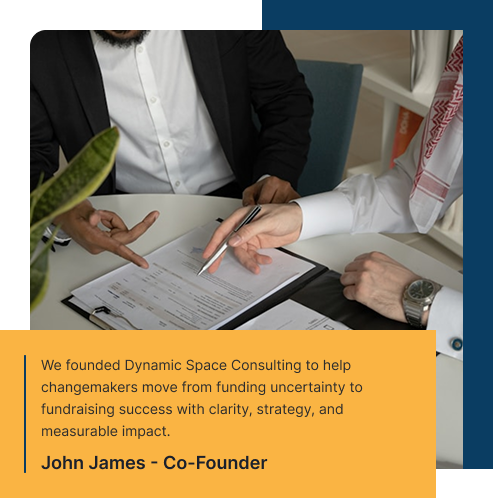 We founded Dynamic Space Consulting to help
changemakers move from funding uncertainty to
fundraising success with clarity, strategy, and
measurable impact.
John James - Co-Founder